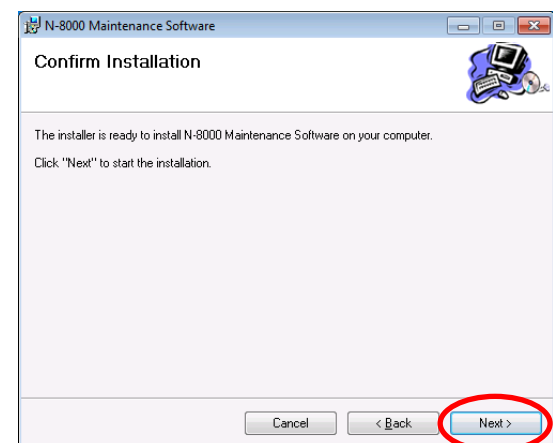 N-8000 Maintenance Software
Confirm Installation
The installer is ready to install N-8000 Maintenance Software on your computer.
Click "Next" to start the installation.
Cancel
< Back
Next >